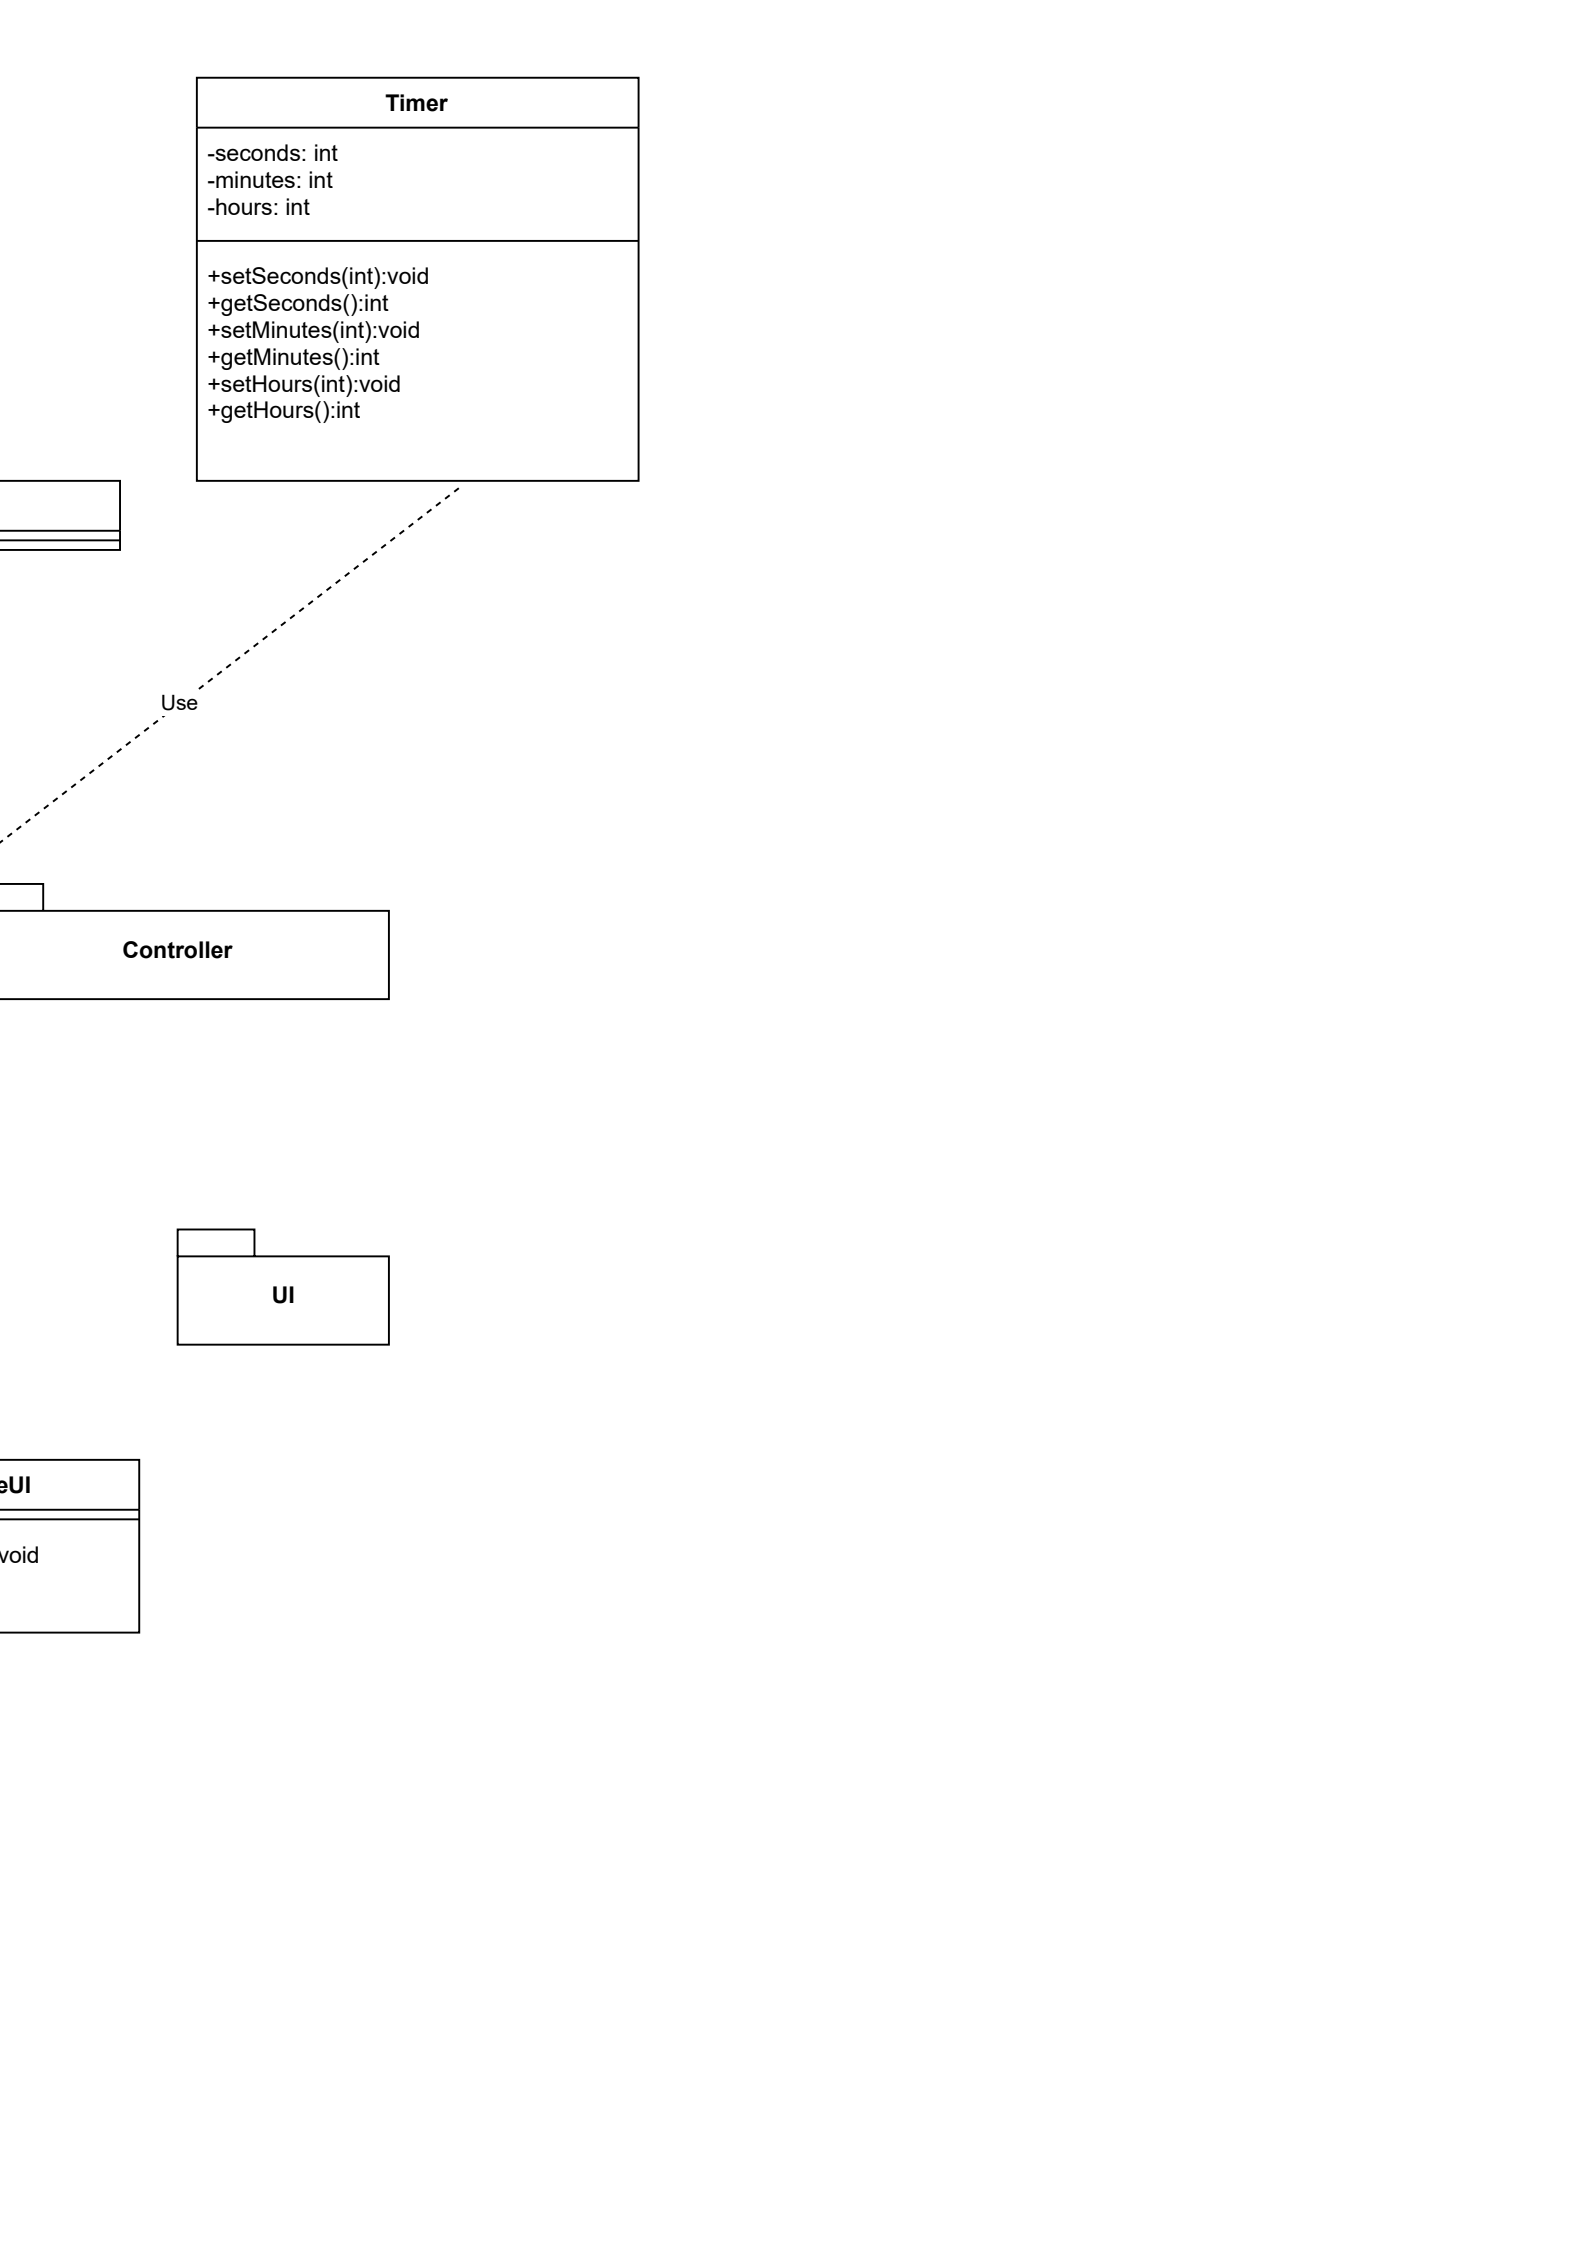 Timer
-seconds: int
-minutes: int
-hours: int
+setSeconds(int):void
+getSeconds():int
+setMinutes(int):void
+getMinutes():int
+setHours(int):void
+getHours():int
Use
Controller
UI
eUI
void